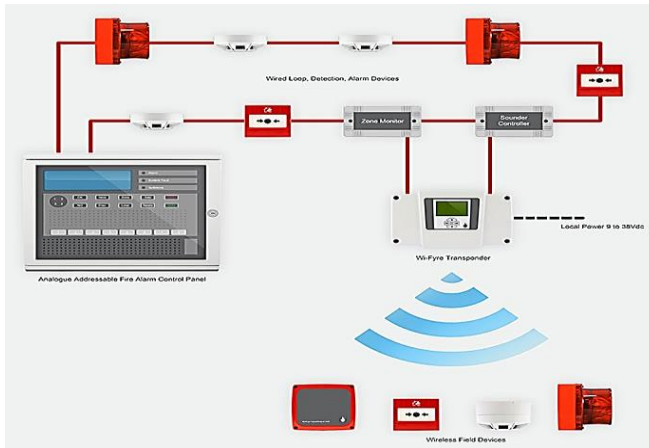 Wired Loop, Detection, Alarm Devices
Zone Monitor
Sounder
Controller
Local Power 9 to 38Vdc
Wi-Fyre Transponder
Analogue Addressable Fire Alarm Control Panel
Wireless Field Devices